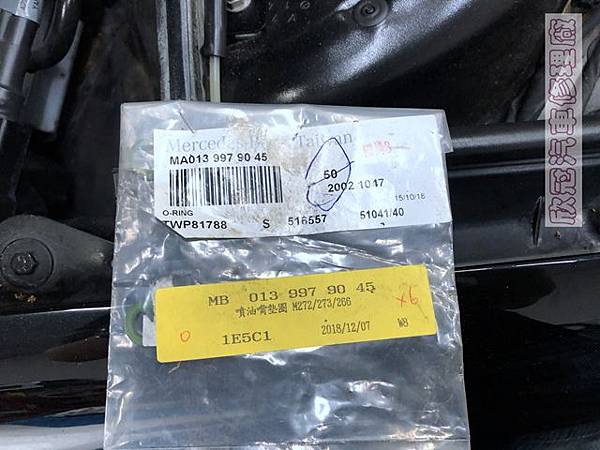 Mercedes-Benz Taiwan
MA013 997 90 45
50
2002 1047
15/10/18
O-RING
TWP81788 S 516557 51041/40
MB 013 997 90 45
噴油嘴墊圈 M272/273/266
x6
O 1E5C1 2018/12/07 W8
欣冠汽車修理廠